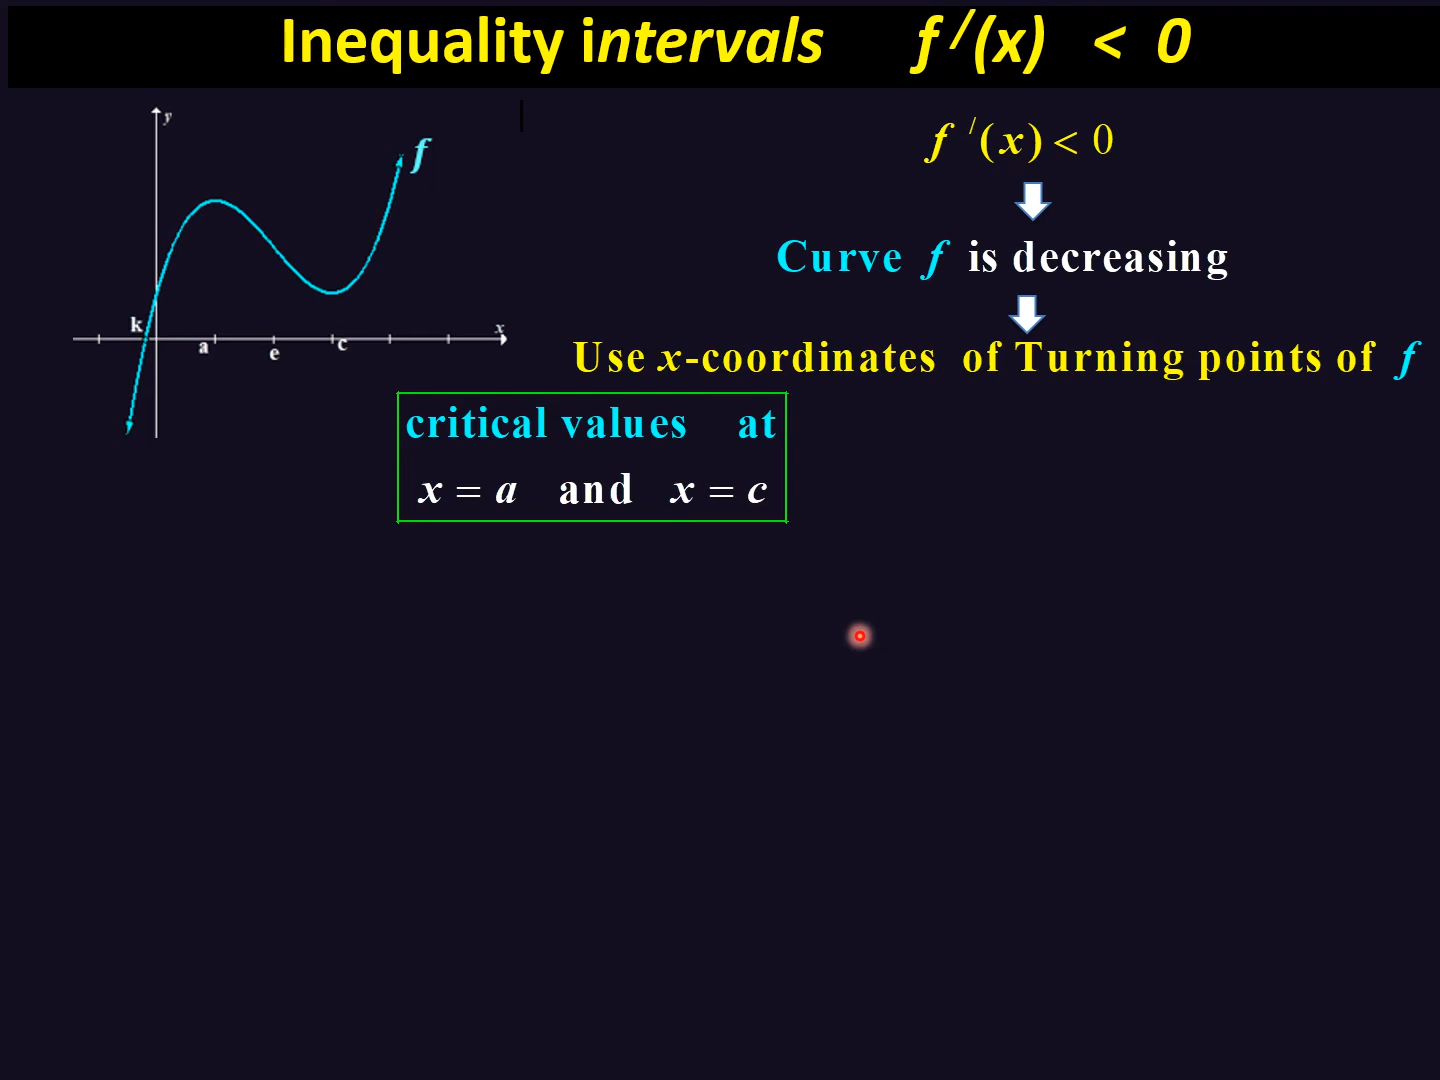 Inequality intervals f /(x) < 0
y
f
f /(x) < 0
Curve f is decreasing
k
x
a
e
c
Use x-coordinates of Turning points of f
critical values at
x = a and x = c